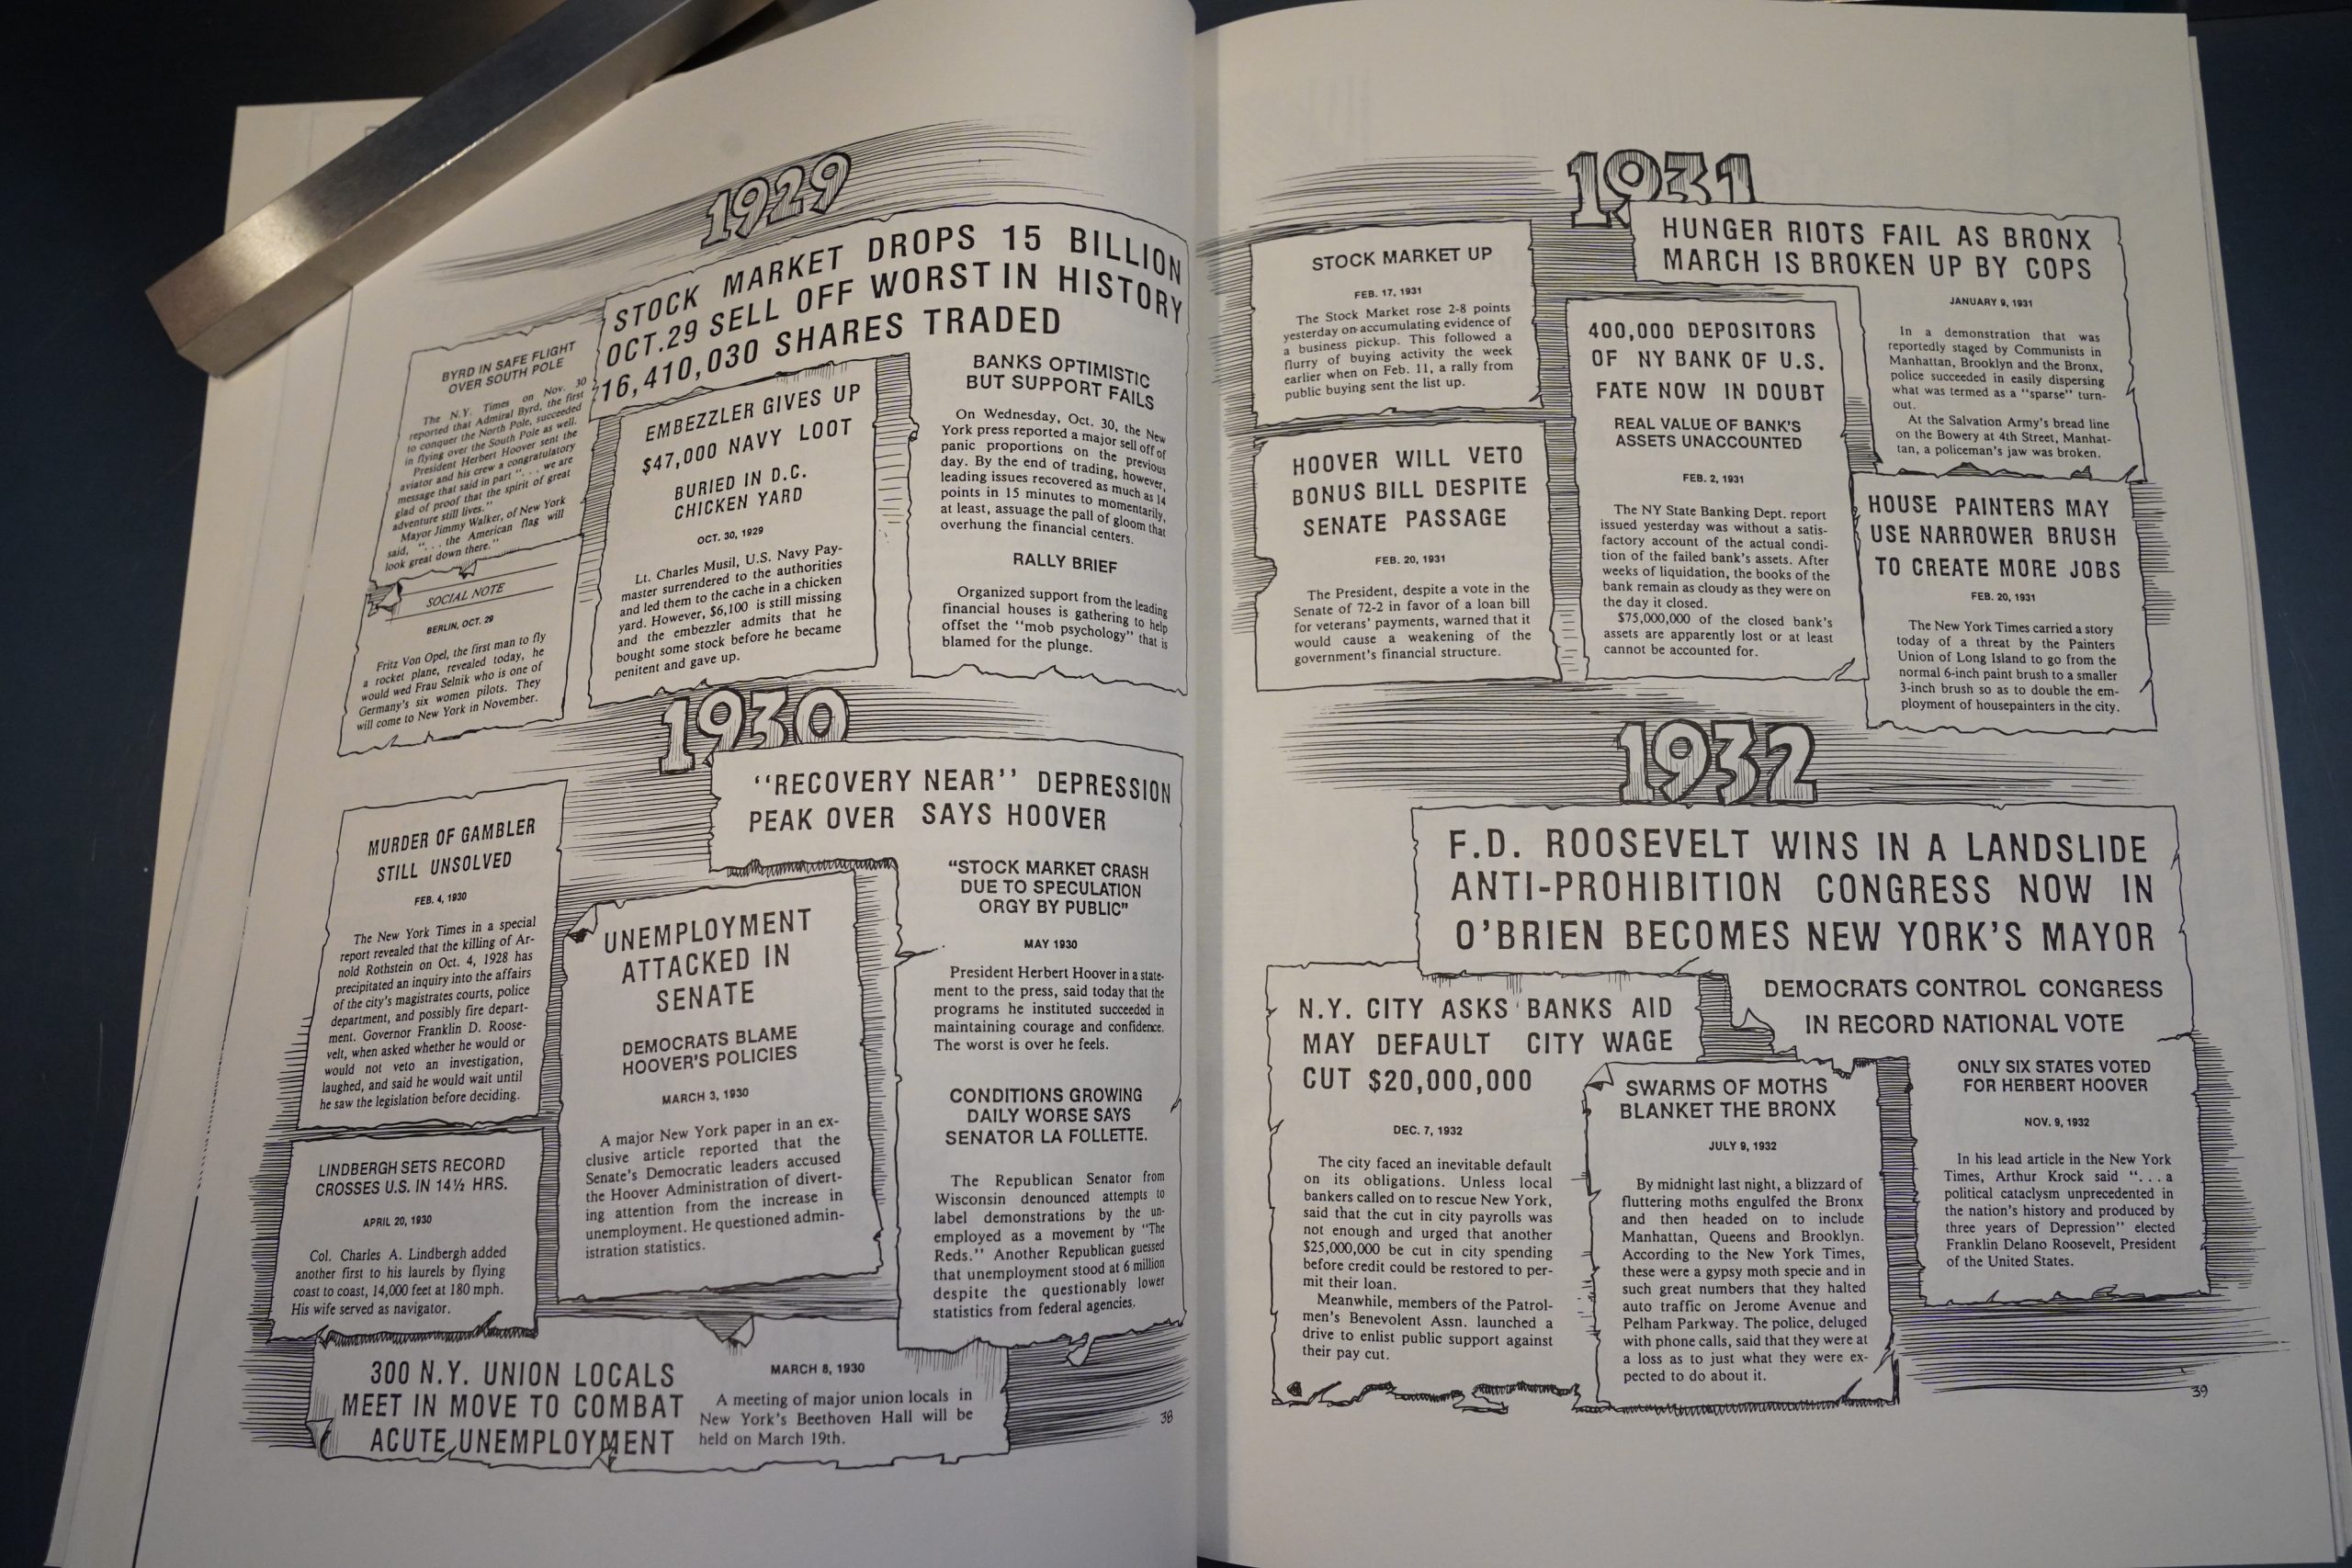 1929
STOCK MARKET DROPS 15 BILLION
OCT.29 SELL OFF WORST IN HISTORY
16,410,030 SHARES TRADED
BYRD IN SAFE FLIGHT
OVER SOUTH POLE
The N.Y. Times on Nov. 30
reported that Admiral Byrd, the first
to conquer the North Pole, succeeded
in flying over the South Pole as well.
President Herbert Hoover sent the
aviator and his crew a congratulatory
message that said in part ". . . we are
glad of proof that the spirit of great
adventure still lives."
Mayor Jimmy Walker, of New York
said, ". . . the American flag will
look great down there."
SOCIAL NOTE
BERLIN, OCT. 29
Fritz Von Opel, the first man to fly
a rocket plane, revealed today, he
would wed Frau Selnik who is one of
Germany's six women pilots. They
will come to New York in November.
EMBEZZLER GIVES UP
$47,000 NAVY LOOT
BURIED IN D.C.
CHICKEN YARD
OCT. 30, 1929
Lt. Charles Musil, U.S. Navy Pay-
master surrendered to the authorities
and led them to the cache in a chicken
yard. However, $6,100 is still missing
and the embezzler admits that he
bought some stock before he became
penitent and gave up.
BANKS OPTIMISTIC
BUT SUPPORT FAILS
On Wednesday, Oct. 30, the New
York press reported a major sell off of
panic proportions on the previous
day. By the end of trading, however,
leading issues recovered as much as 14
points in 15 minutes to momentarily,
at least, assuage the pall of gloom that
overhung the financial centers.
RALLY BRIEF
Organized support from the leading
financial houses is gathering to help
offset the "mob psychology" that is
blamed for the plunge.
1930
"RECOVERY NEAR" DEPRESSION
PEAK OVER SAYS HOOVER
MURDER OF GAMBLER
STILL UNSOLVED
FEB. 4, 1930
The New York Times in a special
report revealed that the killing of Ar-
nold Rothstein on Oct. 4, 1928 has
precipitated an inquiry into the affairs
of the city's magistrates courts, police
department, and possibly fire depart-
ment. Governor Franklin D. Roose-
velt, when asked whether he would or
would not veto an investigation,
laughed, and said he would wait until
he saw the legislation before deciding.
LINDBERGH SETS RECORD
CROSSES U.S. IN 14½ HRS.
APRIL 20, 1930
Col. Charles A. Lindbergh added
another first to his laurels by flying
coast to coast, 14,000 feet at 180 mph.
His wife served as navigator.
UNEMPLOYMENT
ATTACKED IN
SENATE
DEMOCRATS BLAME
HOOVER'S POLICIES
MARCH 3, 1930
A major New York paper in an ex-
clusive article reported that the
Senate's Democratic leaders accused
the Hoover Administration of divert-
ing attention from the increase in
unemployment. He questioned admin-
istration statistics.
"STOCK MARKET CRASH
DUE TO SPECULATION
ORGY BY PUBLIC"
MAY 1930
President Herbert Hoover in a state-
ment to the press, said today that the
programs he instituted succeeded in
maintaining courage and confidence.
The worst is over he feels.
CONDITIONS GROWING
DAILY WORSE SAYS
SENATOR LA FOLLETTE.
The Republican Senator from
Wisconsin denounced attempts to
label demonstrations by the un-
employed as a movement by "The
Reds." Another Republican guessed
that unemployment stood at 6 million
despite the questionably lower
statistics from federal agencies.
300 N.Y. UNION LOCALS
MEET IN MOVE TO COMBAT
ACUTE UNEMPLOYMENT
MARCH 8, 1930
A meeting of major union locals in
New York's Beethoven Hall will be
held on March 19th.
38
1931
STOCK MARKET UP
FEB. 17, 1931
The Stock Market rose 2-8 points
yesterday on accumulating evidence of
a business pickup. This followed a
flurry of buying activity the week
earlier when on Feb. 11, a rally from
public buying sent the list up.
HOOVER WILL VETO
BONUS BILL DESPITE
SENATE PASSAGE
FEB. 20, 1931
The President, despite a vote in the
Senate of 72-2 in favor of a loan bill
for veterans' payments, warned that it
would cause a weakening of the
government's financial structure.
400,000 DEPOSITORS
OF NY BANK OF U.S.
FATE NOW IN DOUBT
REAL VALUE OF BANK'S
ASSETS UNACCOUNTED
FEB. 2, 1931
The NY State Banking Dept. report
issued yesterday was without a satis-
factory account of the actual condi-
tion of the failed bank's assets. After
weeks of liquidation, the books of the
bank remain as cloudy as they were on
the day it closed.
$75,000,000 of the closed bank's
assets are apparently lost or at least
cannot be accounted for.
HUNGER RIOTS FAIL AS BRONX
MARCH IS BROKEN UP BY COPS
JANUARY 9, 1931
In a demonstration that was
reportedly staged by Communists in
Manhattan, Brooklyn and the Bronx,
police succeeded in easily dispersing
what was termed as a "sparse" turn-
out.
At the Salvation Army's bread line
on the Bowery at 4th Street, Manhat-
tan, a policeman's jaw was broken.
HOUSE PAINTERS MAY
USE NARROWER BRUSH
TO CREATE MORE JOBS
FEB. 20, 1931
The New York Times carried a story
today of a threat by the Painters
Union of Long Island to go from the
normal 6-inch paint brush to a smaller
3-inch brush so as to double the em-
ployment of housepainters in the city.
1932
F.D. ROOSEVELT WINS IN A LANDSLIDE
ANTI-PROHIBITION CONGRESS NOW IN
O'BRIEN BECOMES NEW YORK'S MAYOR
N.Y. CITY ASKS BANKS AID
MAY DEFAULT CITY WAGE
CUT $20,000,000
DEC. 7, 1932
The city faced an inevitable default
on its obligations. Unless local
bankers called on to rescue New York,
said that the cut in city payrolls was
not enough and urged that another
$25,000,000 be cut in city spending
before credit could be restored to per-
mit their loan.
Meanwhile, members of the Patrol-
men's Benevolent Assn. launched a
drive to enlist public support against
their pay cut.
SWARMS OF MOTHS
BLANKET THE BRONX
JULY 9, 1932
By midnight last night, a blizzard of
fluttering moths engulfed the Bronx
and then headed on to include
Manhattan, Queens and Brooklyn.
According to the New York Times,
these were a gypsy moth specie and in
such great numbers that they halted
auto traffic on Jerome Avenue and
Pelham Parkway. The police, deluged
with phone calls, said that they were at
a loss as to just what they were ex-
pected to do about it.
DEMOCRATS CONTROL CONGRESS
IN RECORD NATIONAL VOTE
ONLY SIX STATES VOTED
FOR HERBERT HOOVER
NOV. 9, 1932
In his lead article in the New York
Times, Arthur Krock said ". . . a
political cataclysm unprecedented in
the nation's history and produced by
three years of Depression" elected
Franklin Delano Roosevelt, President
of the United States.
39